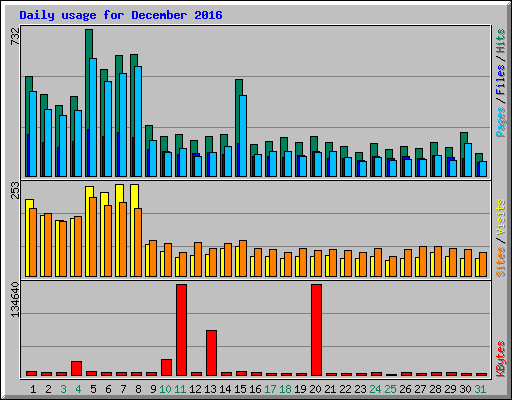 Daily usage for December 2016
732
Pages / Files / Hits
253
Sites / Visits
134640
KBytes
1 2 3 4 5 6 7 8 9 10 11 12 13 14 15 16 17 18 19 20 21 22 23 24 25 26 27 28 29 30 31